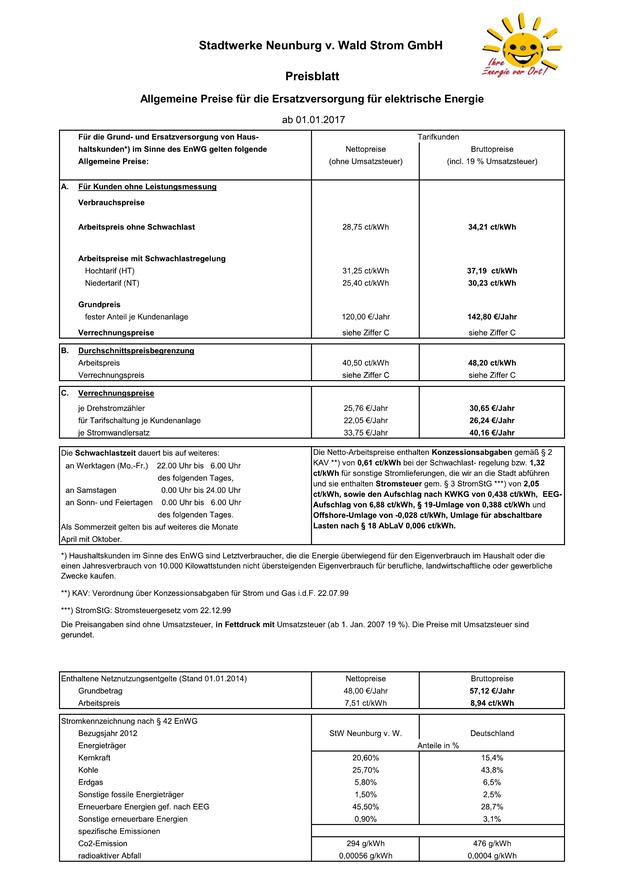 Stadtwerke Neunburg v. Wald Strom GmbH
Ihre
Energie vor Ort!
Preisblatt
Allgemeine Preise für die Ersatzversorgung für elektrische Energie
ab 01.01.2017
Für die Grund- und Ersatzversorgung von Haus- Tarifkunden
haltskunden*) im Sinne des EnWG gelten folgende Nettopreise Bruttopreise
Allgemeine Preise: (ohne Umsatzsteuer) (incl. 19 % Umsatzsteuer)
A. Für Kunden ohne Leistungsmessung
Verbrauchspreise
Arbeitspreis ohne Schwachlast 28,75 ct/kWh 34,21 ct/kWh
Arbeitspreise mit Schwachlastregelung
Hochtarif (HT) 31,25 ct/kWh 37,19 ct/kWh
Niedertarif (NT) 25,40 ct/kWh 30,23 ct/kWh
Grundpreis
fester Anteil je Kundenanlage 120,00 €/Jahr 142,80 €/Jahr
Verrechnungspreise siehe Ziffer C siehe Ziffer C
B. Durchschnittspreisbegrenzung
Arbeitspreis 40,50 ct/kWh 48,20 ct/kWh
Verrechnungspreis siehe Ziffer C siehe Ziffer C
C. Verrechnungspreise
je Drehstromzähler 25,76 €/Jahr 30,65 €/Jahr
für Tarifschaltung je Kundenanlage 22,05 €/Jahr 26,24 €/Jahr
je Stromwandlersatz 33,75 €/Jahr 40,16 €/Jahr
Die Schwachlastzeit dauert bis auf weiteres:
an Werktagen (Mo.-Fr.) 22.00 Uhr bis 6.00 Uhr
des folgenden Tages,
an Samstagen 0.00 Uhr bis 24.00 Uhr
an Sonn- und Feiertagen 0.00 Uhr bis 6.00 Uhr
des folgenden Tages.
Als Sommerzeit gelten bis auf weiteres die Monate
April mit Oktober.
Die Netto-Arbeitspreise enthalten Konzessionsabgaben gemäß § 2
KAV **) von 0,61 ct/kWh bei der Schwachlast- regelung bzw. 1,32
ct/kWh für sonstige Stromlieferungen, die wir an die Stadt abführen
und sie enthalten Stromsteuer gem. § 3 StromStG ***) von 2,05
ct/kWh, sowie den Aufschlag nach KWKG von 0,438 ct/kWh, EEG-
Aufschlag von 6,88 ct/kWh, § 19-Umlage von 0,388 ct/kWh und
Offshore-Umlage von -0,028 ct/kWh, Umlage für abschaltbare
Lasten nach § 18 AbLaV 0,006 ct/kWh.
*) Haushaltskunden im Sinne des EnWG sind Letztverbraucher, die die Energie überwiegend für den Eigenverbrauch im Haushalt oder die
einen Jahresverbrauch von 10.000 Kilowattstunden nicht übersteigenden Eigenverbrauch für berufliche, landwirtschaftliche oder gewerbliche
Zwecke kaufen.
**) KAV: Verordnung über Konzessionsabgaben für Strom und Gas i.d.F. 22.07.99
***) StromStG: Stromsteuergesetz vom 22.12.99
Die Preisangaben sind ohne Umsatzsteuer, in Fettdruck mit Umsatzsteuer (ab 1. Jan. 2007 19 %). Die Preise mit Umsatzsteuer sind
gerundet.
Enthaltene Netznutzungsentgelte (Stand 01.01.2014) Nettopreise Bruttopreise
Grundbetrag 48,00 €/Jahr 57,12 €/Jahr
Arbeitspreis 7,51 ct/kWh 8,94 ct/kWh
Stromkennzeichnung nach § 42 EnWG
Bezugsjahr 2012 StW Neunburg v. W. Deutschland
Energieträger Anteile in %
Kernkraft 20,60% 15,4%
Kohle 25,70% 43,8%
Erdgas 5,80% 6,5%
Sonstige fossile Energieträger 1,50% 2,5%
Erneuerbare Energien gef. nach EEG 45,50% 28,7%
Sonstige erneuerbare Energien 0,90% 3,1%
spezifische Emissionen
Co2-Emission 294 g/kWh 476 g/kWh
radioaktiver Abfall 0,00056 g/kWh 0,0004 g/kWh